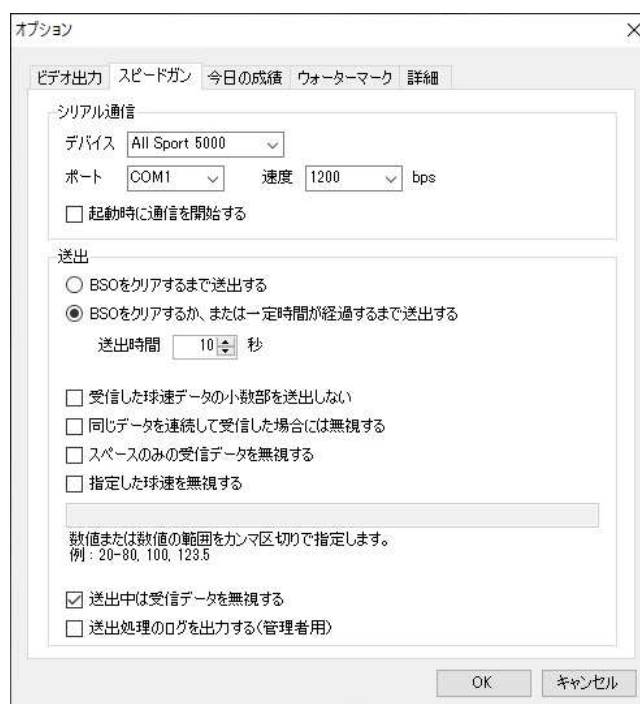 オプション
ビデオ出力 スピードガン 今日の成績 ウォーターマーク 詳細
シリアル通信
デバイス All Sport 5000
ポート COM1 速度 1200 bps
起動時に通信を開始する
送出
BSOをクリアするまで送出する
BSOをクリアするか、または一定時間が経過するまで送出する
送出時間 10 秒
受信した球速データの小数部を送出しない
同じデータを連続して受信した場合には無視する
スペースのみの受信データを無視する
指定した球速を無視する
数値または数値の範囲をカンマ区切りで指定します。
例：20-80, 100, 123.5
送出中は受信データを無視する
送出処理のログを出力する(管理者用)
OK キャンセル